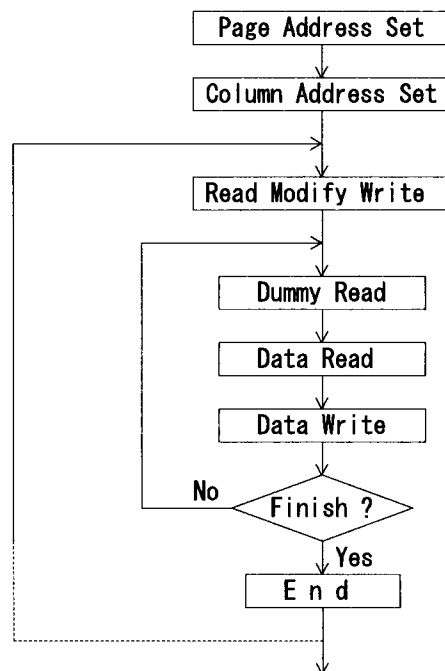 Page Address Set
Column Address Set
Read Modify Write
Dummy Read
Data Read
Data Write
No
Finish ?
Yes
E n d